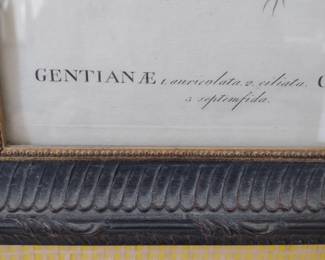 GENTIANÆ 1. auriculata. 2. ciliata.
3. septemfida.